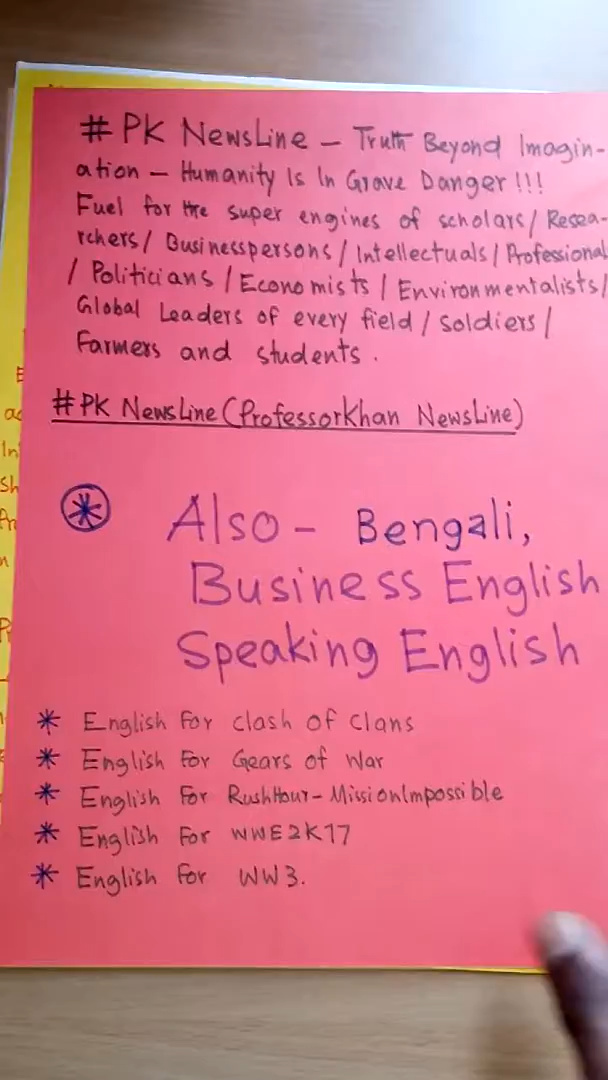 # PK NewsLine – Truth Beyond Imagin-
ation – Humanity Is In Grave Danger !!!
Fuel for the super engines of scholars/ Resea-
rchers/ Businesspersons / Intellectuals / Professional
/ Politicians / Economists / Environmentalists/
Global Leaders of every field / Soldiers /
Farmers and students.
#PK NewsLine (ProfessorKhan NewsLine)
* Also – Bengali,
Business English
Speaking English
* English For Clash of Clans
* English For Gears of War
* English For RushHour-MissionImpossible
* English For WWE2K17
* English for WW3.